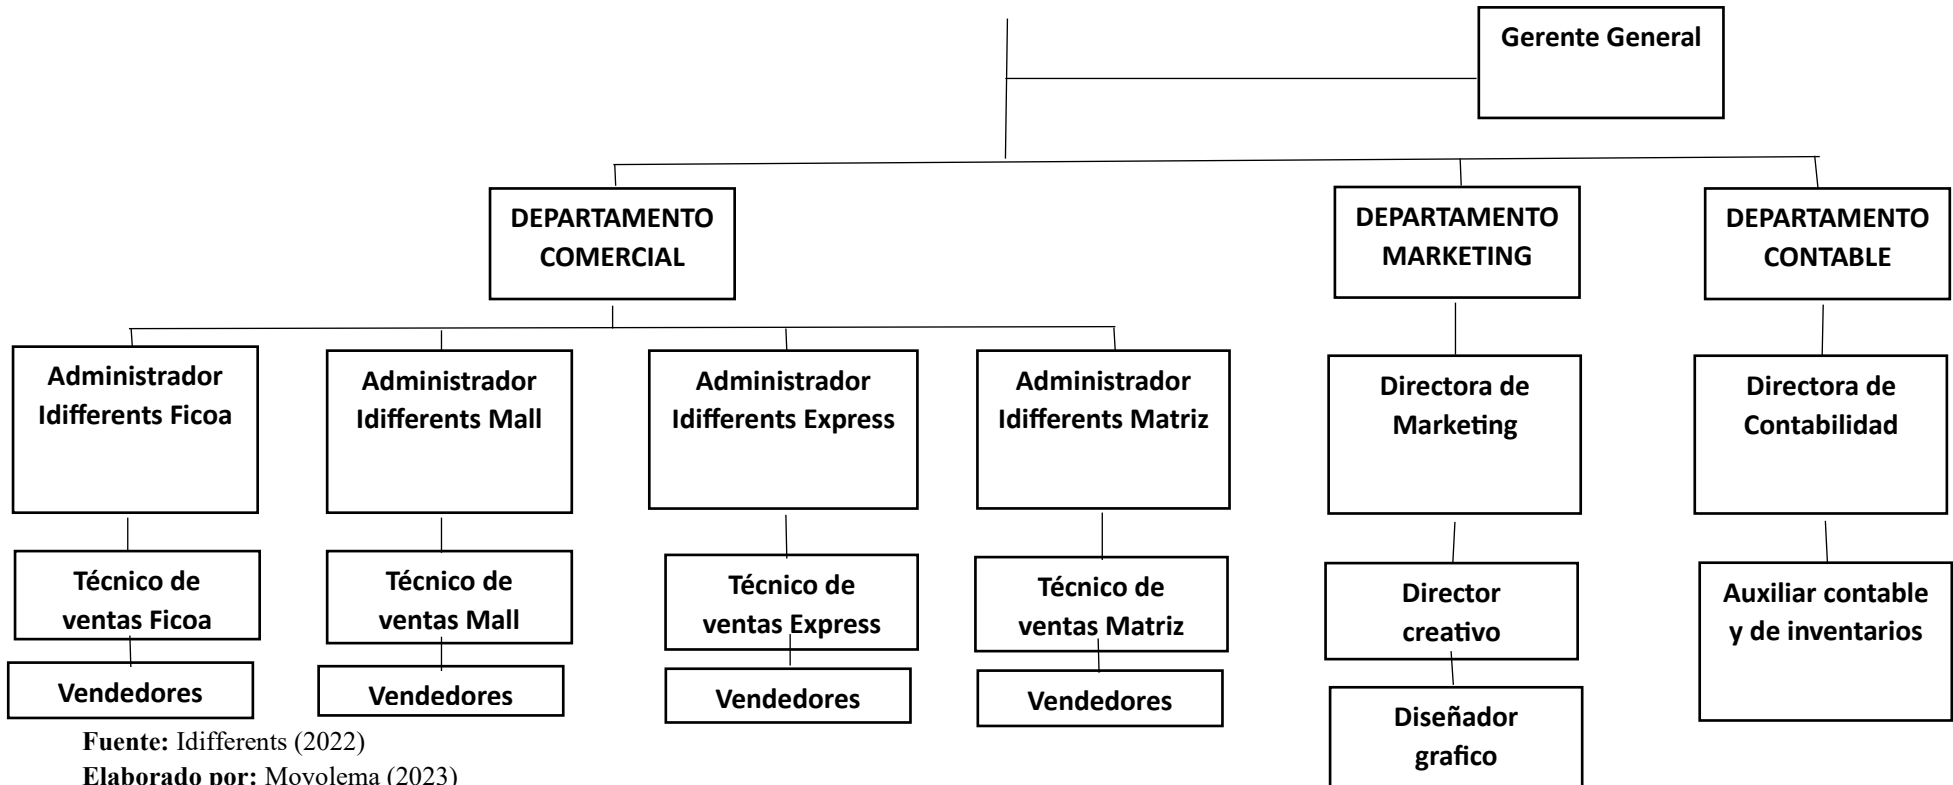 Gerente General
DEPARTAMENTO
COMERCIAL
DEPARTAMENTO
MARKETING
DEPARTAMENTO
CONTABLE
Administrador
Idifferents Ficoa
Administrador
Idifferents Mall
Administrador
Idifferents Express
Administrador
Idifferents Matriz
Directora de
Marketing
Directora de
Contabilidad
Técnico de
ventas Ficoa
Técnico de
ventas Mall
Técnico de
ventas Express
Técnico de
ventas Matriz
Director
creativo
Auxiliar contable
y de inventarios
Vendedores
Vendedores
Vendedores
Vendedores
Diseñador
grafico
Fuente: Idifferents (2022)
Elaborado por: Moyolema (2023)